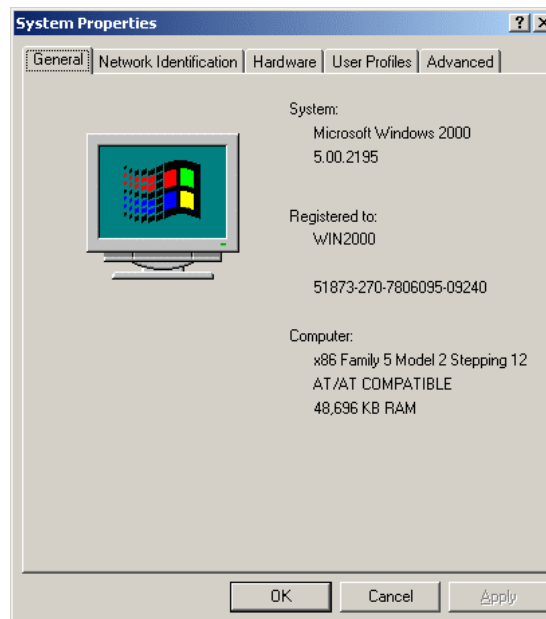 System Properties
General Network Identification Hardware User Profiles Advanced
System:
Microsoft Windows 2000
5.00.2195
Registered to:
WIN2000
51873-270-7806095-09240
Computer:
x86 Family 5 Model 2 Stepping 12
AT/AT COMPATIBLE
48,696 KB RAM
OK Cancel Apply